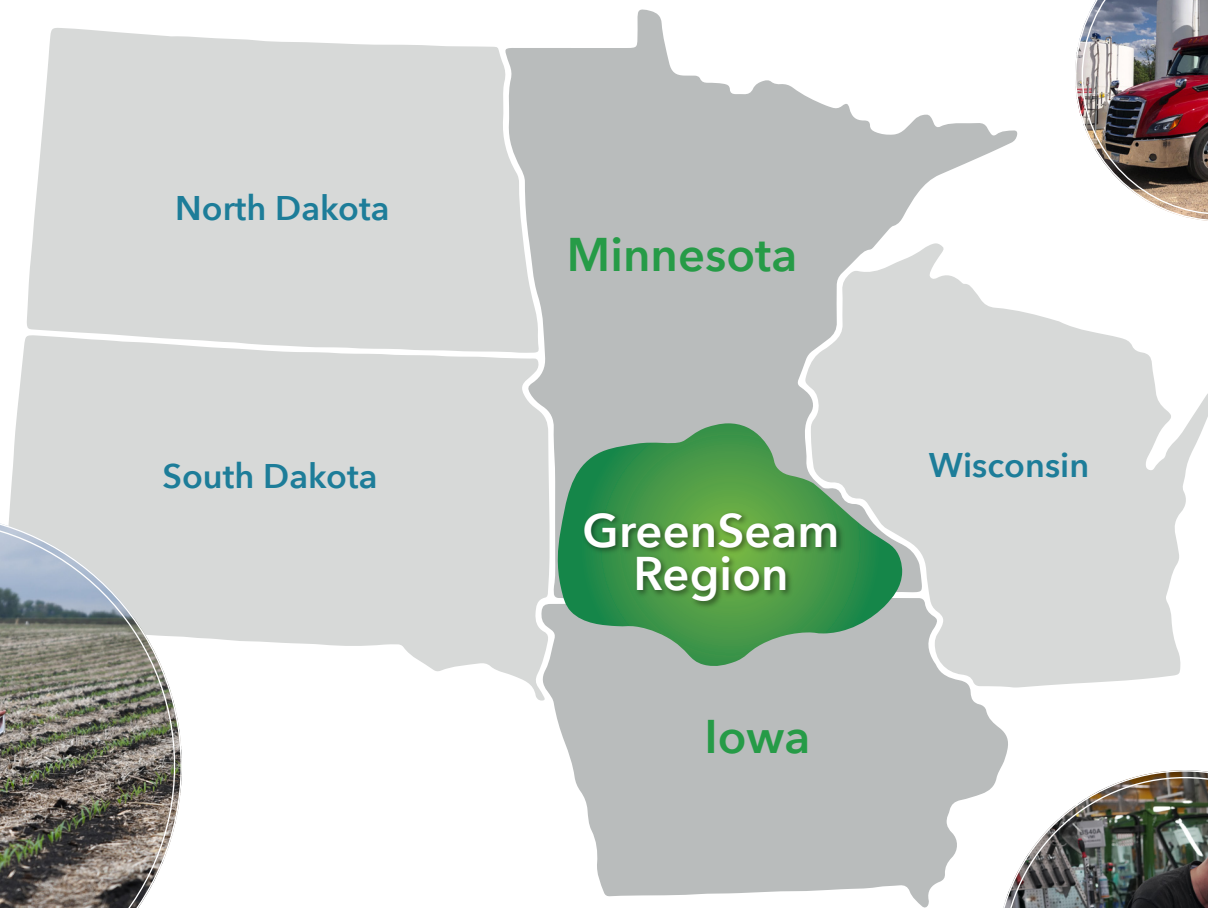 North Dakota
Minnesota
South Dakota
Wisconsin
GreenSeam
Region
Iowa